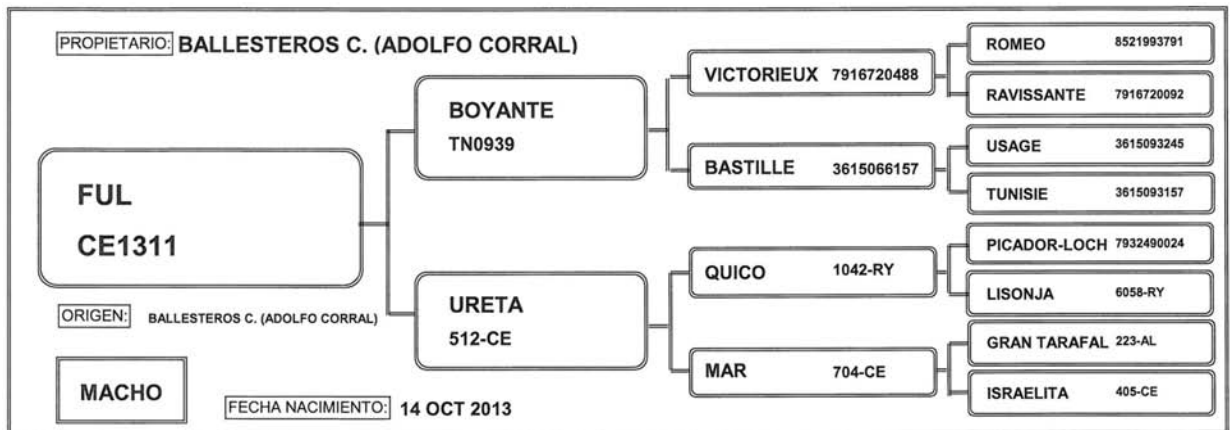 PROPIETARIO: BALLESTEROS C. (ADOLFO CORRAL)
FUL
CE1311
ORIGEN: BALLESTEROS C. (ADOLFO CORRAL)
MACHO
FECHA NACIMIENTO: 14 OCT 2013
BOYANTE
TN0939
URETA
512-CE
VICTORIEUX 7916720488
BASTILLE 3615066157
QUICO 1042-RY
MAR 704-CE
ROMEO 8521993791
RAVISSANTE 7916720092
USAGE 3615093245
TUNISIE 3615093157
PICADOR-LOCH 7932490024
LISONJA 6058-RY
GRAN TARAFAL 223-AL
ISRAELITA 405-CE